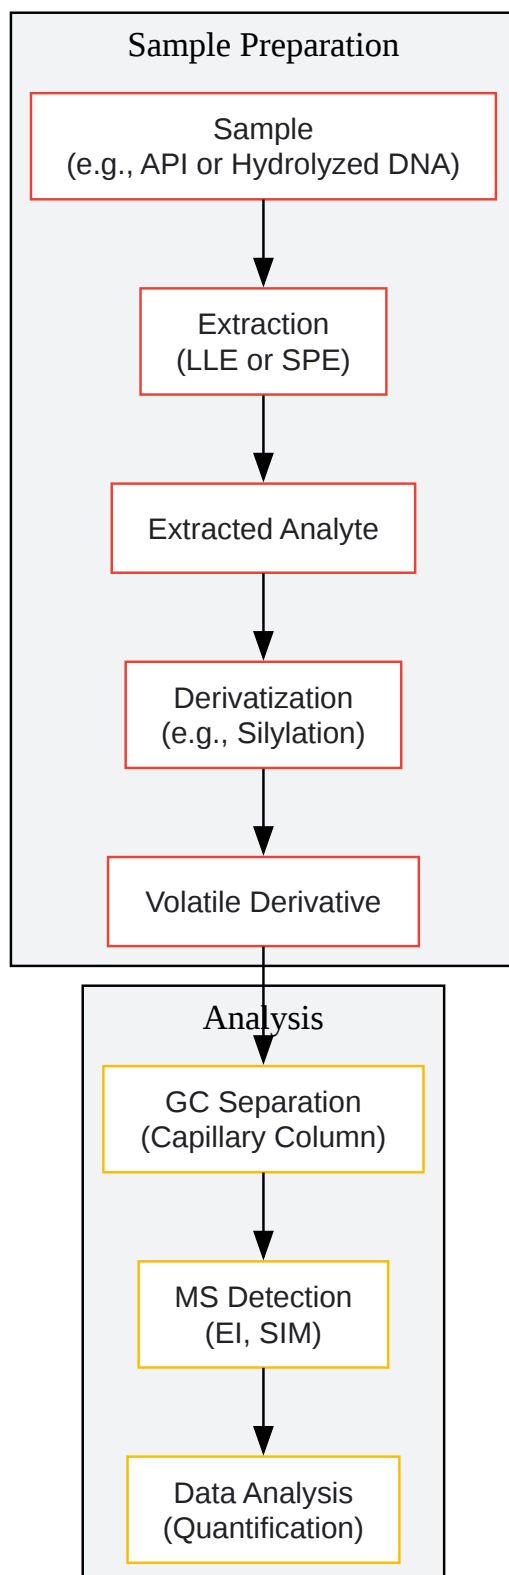 Sample Preparation
Sample
(e.g., API or Hydrolyzed DNA)
Extraction
(LLE or SPE)
Extracted Analyte
Derivatization
(e.g., Silylation)
Volatile Derivative
Analysis
GC Separation
(Capillary Column)
MS Detection
(EI, SIM)
Data Analysis
(Quantification)